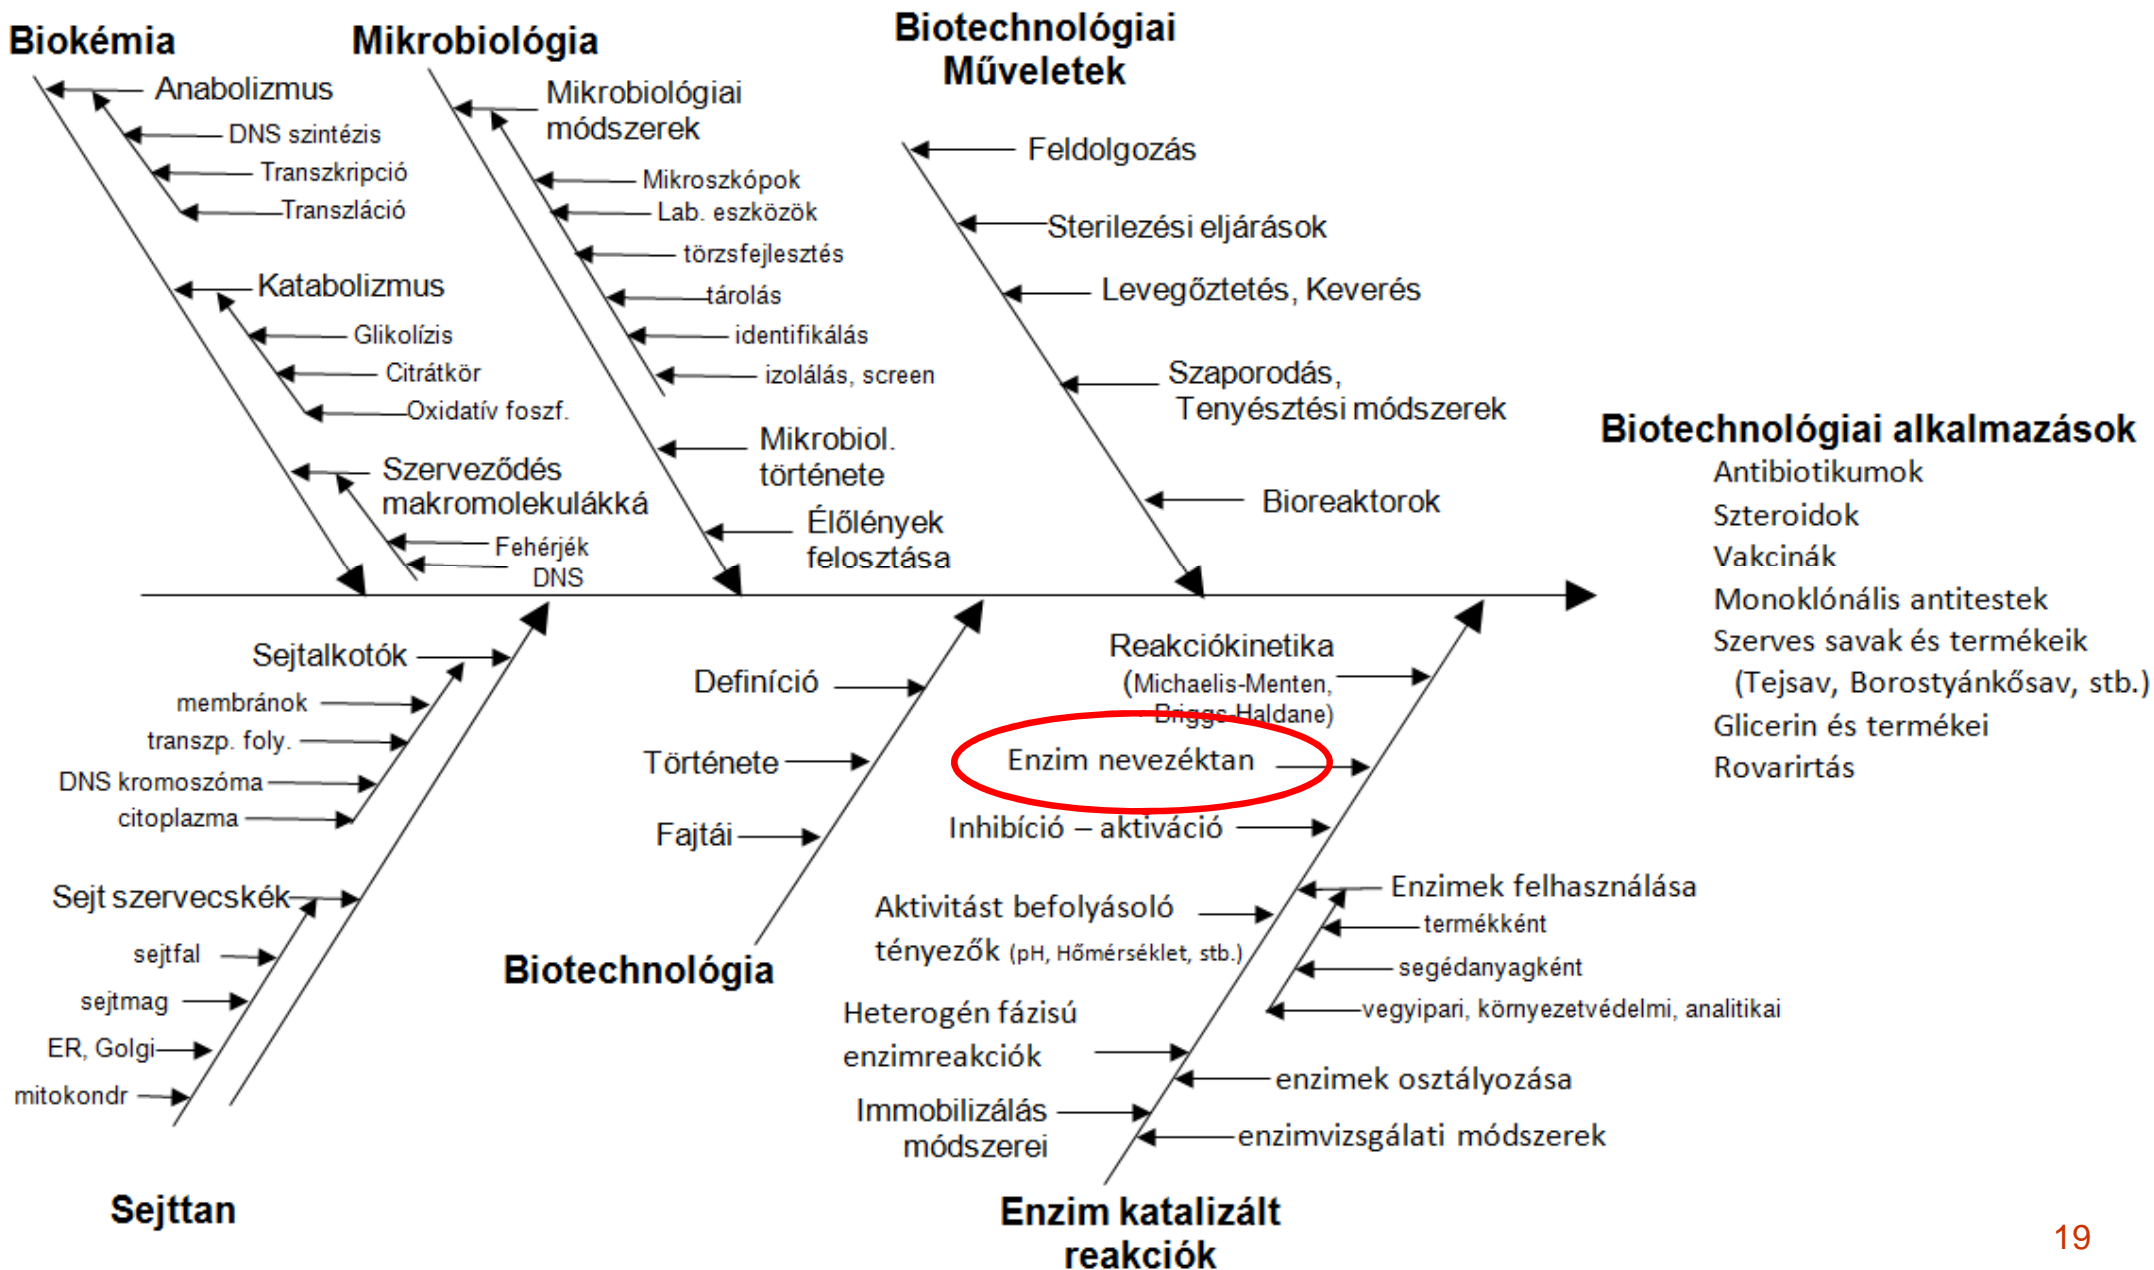 Biokémia
Anabolizmus
DNS szintézis
Transzkripció
Transzláció
Katabolizmus
Glikolízis
Citrátkör
Oxidatív foszf.
Szerveződés
makromolekulákká
Fehérjék
DNS
Mikrobiológia
Mikrobiológiai
módszerek
Mikroszkópok
Lab. eszközök
törzsfejlesztés
tárolás
identifikálás
izolálás, screen
Mikrobiol.
története
Élőlények
felosztása
Biotechnológiai
Műveletek
Feldolgozás
Sterilezési eljárások
Levegőztetés, Keverés
Szaporodás,
Tenyésztési módszerek
Bioreaktorok
Biotechnológiai alkalmazások
Antibiotikumok
Szteroidok
Vakcinák
Monoklónális antitestek
Szerves savak és termékeik
(Tejsav, Borostyánkősav, stb.)
Glicerin és termékei
Rovarirtás
Sejtalkotók
membránok
transzp. foly.
DNS kromoszóma
citoplazma
Sejt szervecskék
sejtfal
sejtmag
ER, Golgi
mitokondr
Sejttan
Definíció
Története
Fajtái
Biotechnológia
Reakciókinetika
(Michaelis-Menten,
Briggs-Haldane)
Enzim nevezéktan
Inhibíció – aktiváció
Aktivitást befolyásoló
tényezők (pH, Hőmérséklet, stb.)
Heterogén fázisú
enzimreakciók
Immobilizálás
módszerei
Enzimek felhasználása
termékként
segédanyagként
vegyipari, környezetvédelmi, analitikai
enzimek osztályozása
enzimvizsgálati módszerek
Enzim katalizált
reakciók
19